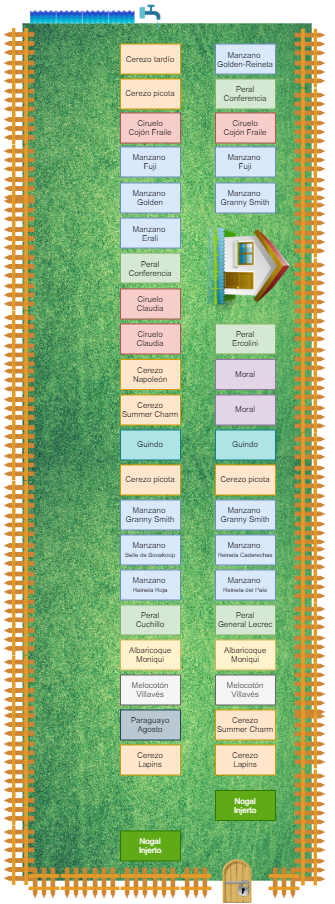 Cerezo tardío
Manzano
Golden-Reineta
Cerezo picota
Peral
Conferencia
Ciruelo
Cojón Fraile
Ciruelo
Cojón Fraile
Manzano
Fuji
Manzano
Fuji
Manzano
Golden
Manzano
Granny Smith
Manzano
Erali
Peral
Conferencia
Ciruelo
Claudia
Ciruelo
Claudia
Peral
Ercolini
Cerezo
Napoleón
Moral
Cerezo
Summer Charm
Moral
Guindo
Guindo
Cerezo picota
Cerezo picota
Manzano
Granny Smith
Manzano
Granny Smith
Manzano
Belle de Booskoop
Manzano
Reineta Caderechas
Manzano
Reineta Roja
Manzano
Reineta del País
Peral
Cuchillo
Peral
General Lecrec
Albaricoque
Moniqui
Albaricoque
Moniqui
Melocotón
Villavés
Melocotón
Villavés
Paraguayo
Agosto
Cerezo
Summer Charm
Cerezo
Lapins
Cerezo
Lapins
Nogal
Injerto
Nogal
Injerto